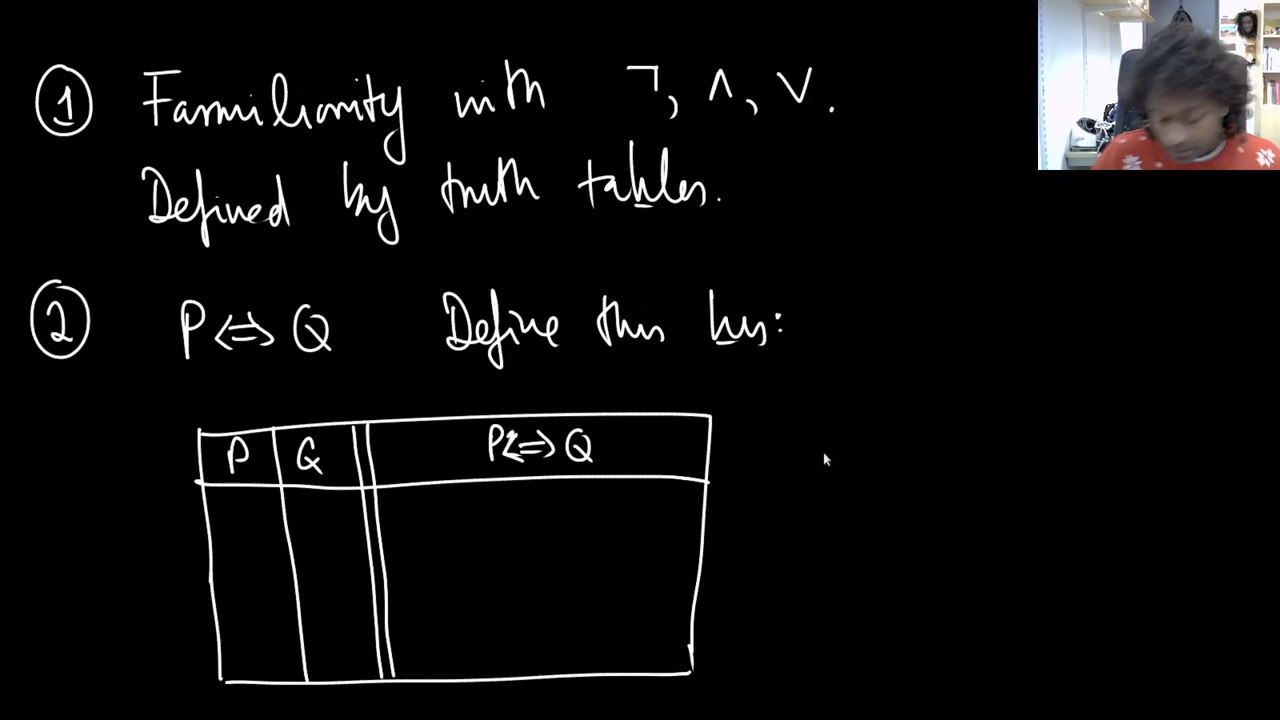 ① Familiarity with ¬, ∧, ∨.
Defined by truth tables.
② P ⇔ Q Define this by:
P Q P ⇔ Q